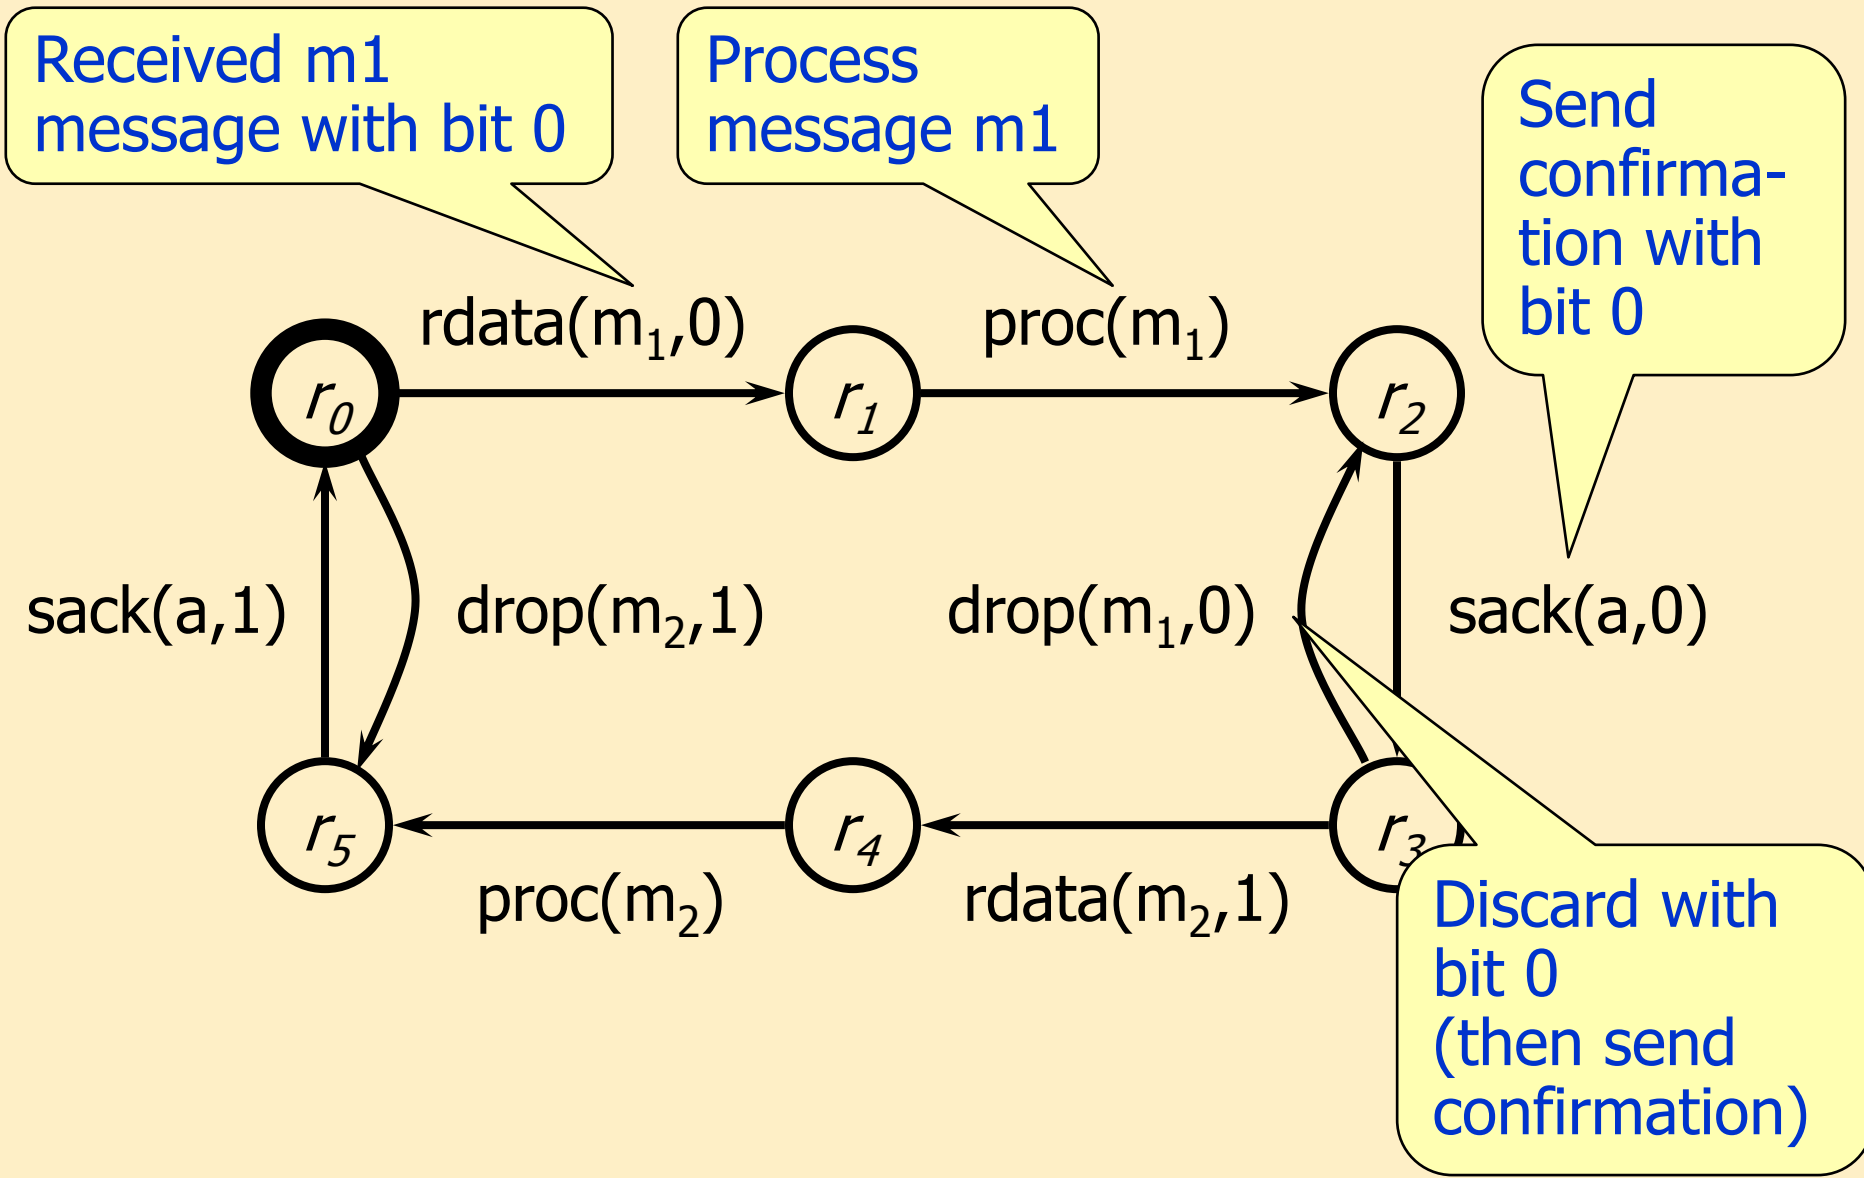 Received m1
message with bit 0
Process
message m1
Send
confirma-
tion with
bit 0
rdata(m₁,0)
proc(m₁)
r₀
r₁
r₂
sack(a,1)
drop(m₂,1)
drop(m₁,0)
sack(a,0)
r₅
r₄
r₃
proc(m₂)
rdata(m₂,1)
Discard with
bit 0
(then send
confirmation)